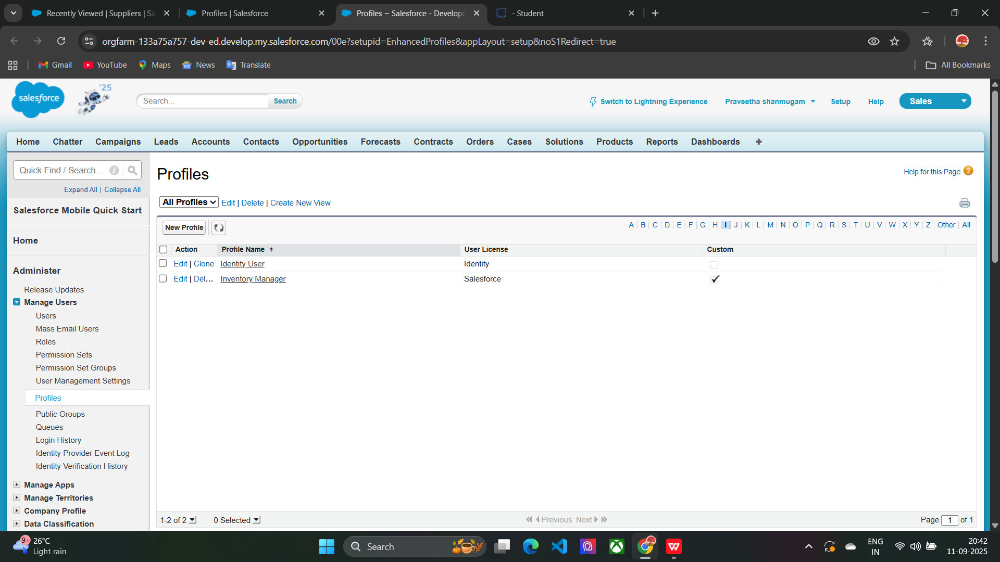 Recently Viewed | Suppliers | Sa
Profiles | Salesforce
Profiles ~ Salesforce - Develope
- Student
orgfarm-133a75a757-dev-ed.develop.my.salesforce.com/00e?setupid=EnhancedProfiles&appLayout=setup&noS1Redirect=true
Gmail
YouTube
Maps
News
Translate
All Bookmarks
salesforce
'25
Search...
Search
Switch to Lightning Experience
Praveetha shanmugam
Setup
Help
Sales
Home Chatter Campaigns Leads Accounts Contacts Opportunities Forecasts Contracts Orders Cases Solutions Products Reports Dashboards +
Quick Find / Search...
Expand All | Collapse All
Salesforce Mobile Quick Start
Home
Administer
Release Updates
Manage Users
Users
Mass Email Users
Roles
Permission Sets
Permission Set Groups
User Management Settings
Profiles
Public Groups
Queues
Login History
Identity Provider Event Log
Identity Verification History
Manage Apps
Manage Territories
Company Profile
Data Classification
Profiles
Help for this Page ?
All Profiles Edit | Delete | Create New View
New Profile
A | B | C | D | E | F | G | H | I | J | K | L | M | N | O | P | Q | R | S | T | U | V | W | X | Y | Z | Other | All
Action Profile Name ↑ User License Custom
Edit | Clone Identity User Identity
Edit | Del... Inventory Manager Salesforce ✓
1-2 of 2 0 Selected Previous Next Page 1 of 1
9+
26°C
Light rain
Search
ENG
IN
20:42
11-09-2025